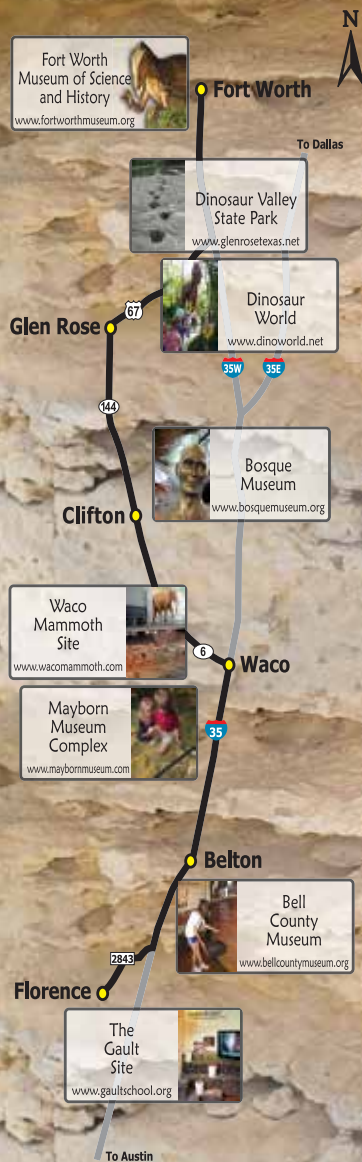 N
Fort Worth
Museum of Science
and History
www.fortworthmuseum.org
Fort Worth
To Dallas
Dinosaur Valley
State Park
www.glenrosetexas.net
67
Glen Rose
Dinosaur
World
www.dinoworld.net
35W
35E
144
Bosque
Museum
www.bosquemuseum.org
Clifton
Waco
Mammoth
Site
www.wacomammoth.com
6
Waco
Mayborn
Museum
Complex
www.maybornmuseum.com
35
Belton
Bell
County
Museum
www.bellcountymuseum.org
2843
Florence
The
Gault
Site
www.gaultschool.org
To Austin